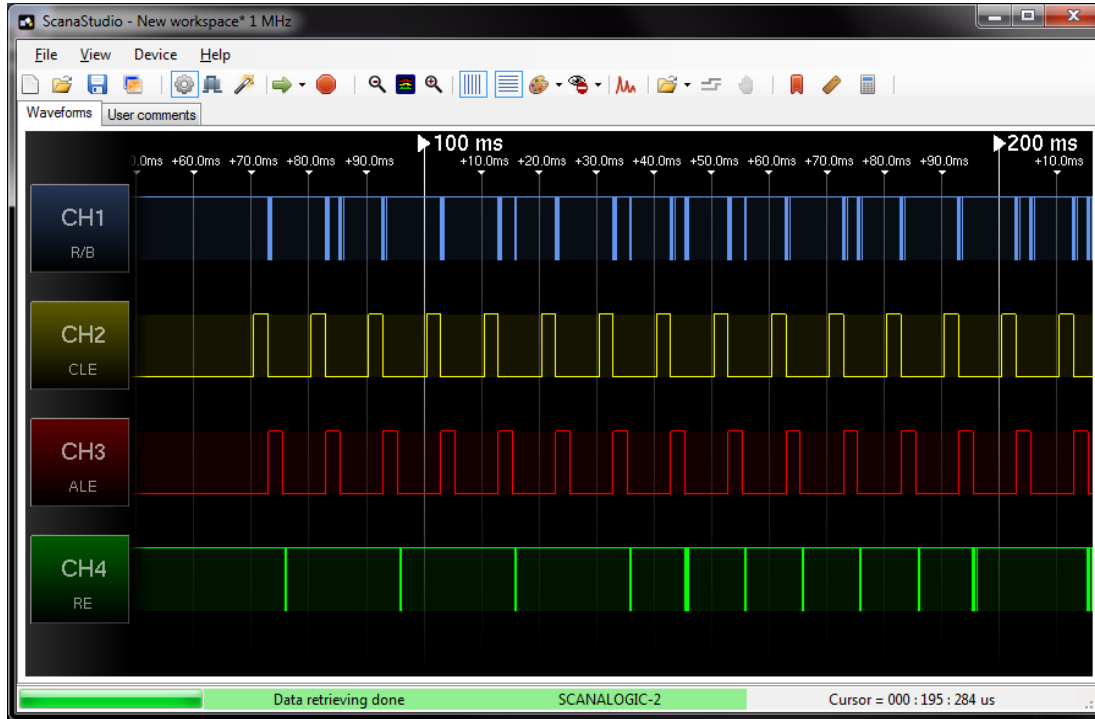 ScanaStudio - New workspace* 1 MHz
File View Device Help
Waveforms User comments
100 ms 200 ms
+60.0ms +70.0ms +80.0ms +90.0ms +10.0ms +20.0ms +30.0ms +40.0ms +50.0ms +60.0ms +70.0ms +80.0ms +90.0ms +10.0ms
CH1
R/B
CH2
CLE
CH3
ALE
CH4
RE
Data retrieving done SCANALOGIC-2 Cursor = 000 : 195 : 284 us